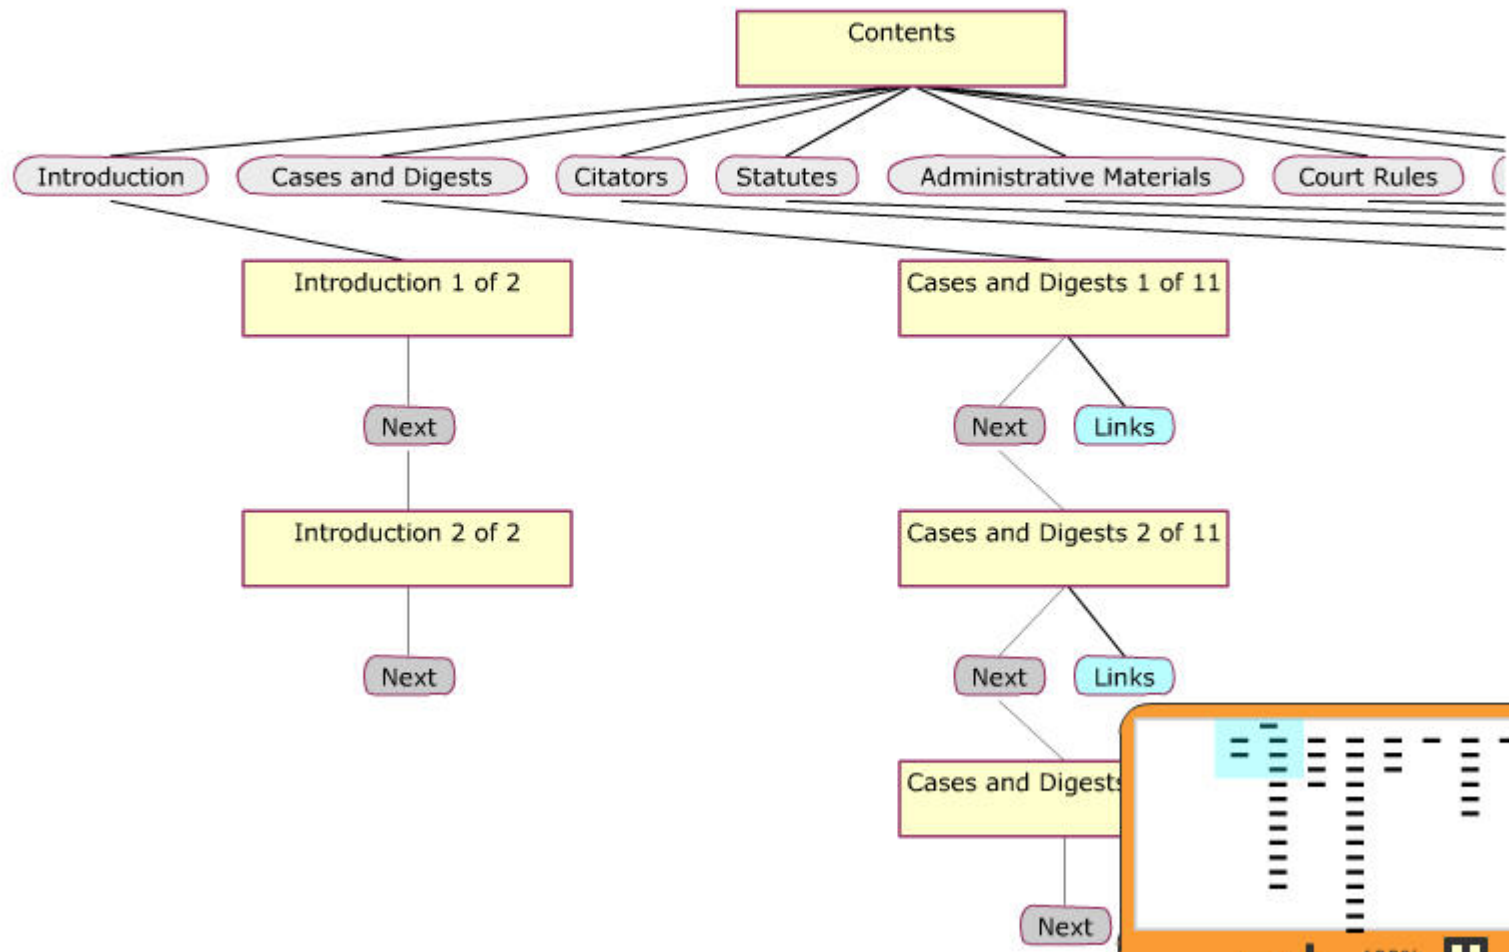 Contents
Introduction
Cases and Digests
Citators
Statutes
Administrative Materials
Court Rules
Introduction 1 of 2
Cases and Digests 1 of 11
Next
Next
Links
Introduction 2 of 2
Cases and Digests 2 of 11
Next
Next
Links
Cases and Digests
Next